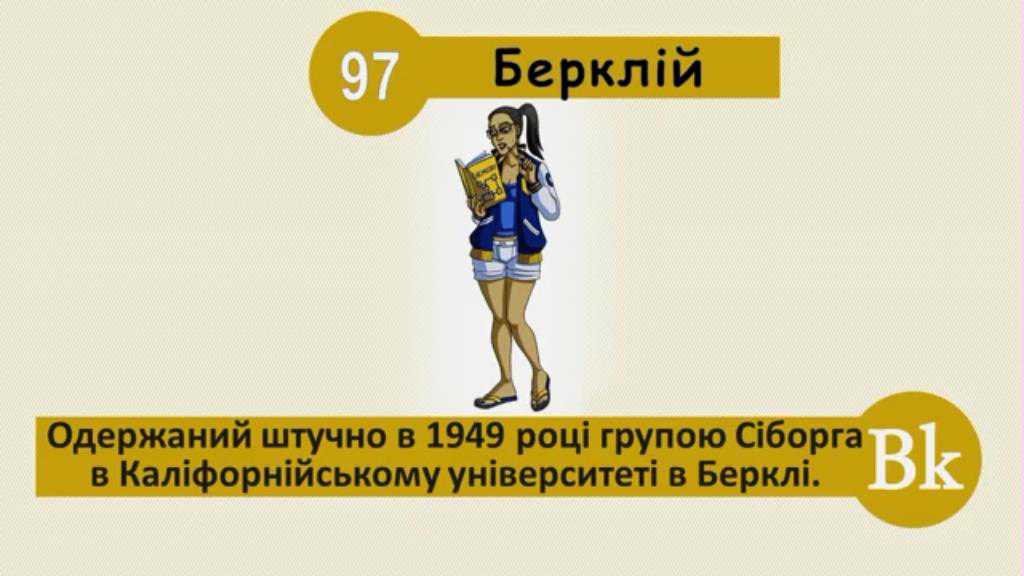 97
Берклій
Одержаний штучно в 1949 році групою Сіборга
в Каліфорнійському університеті в Берклі.
Bk